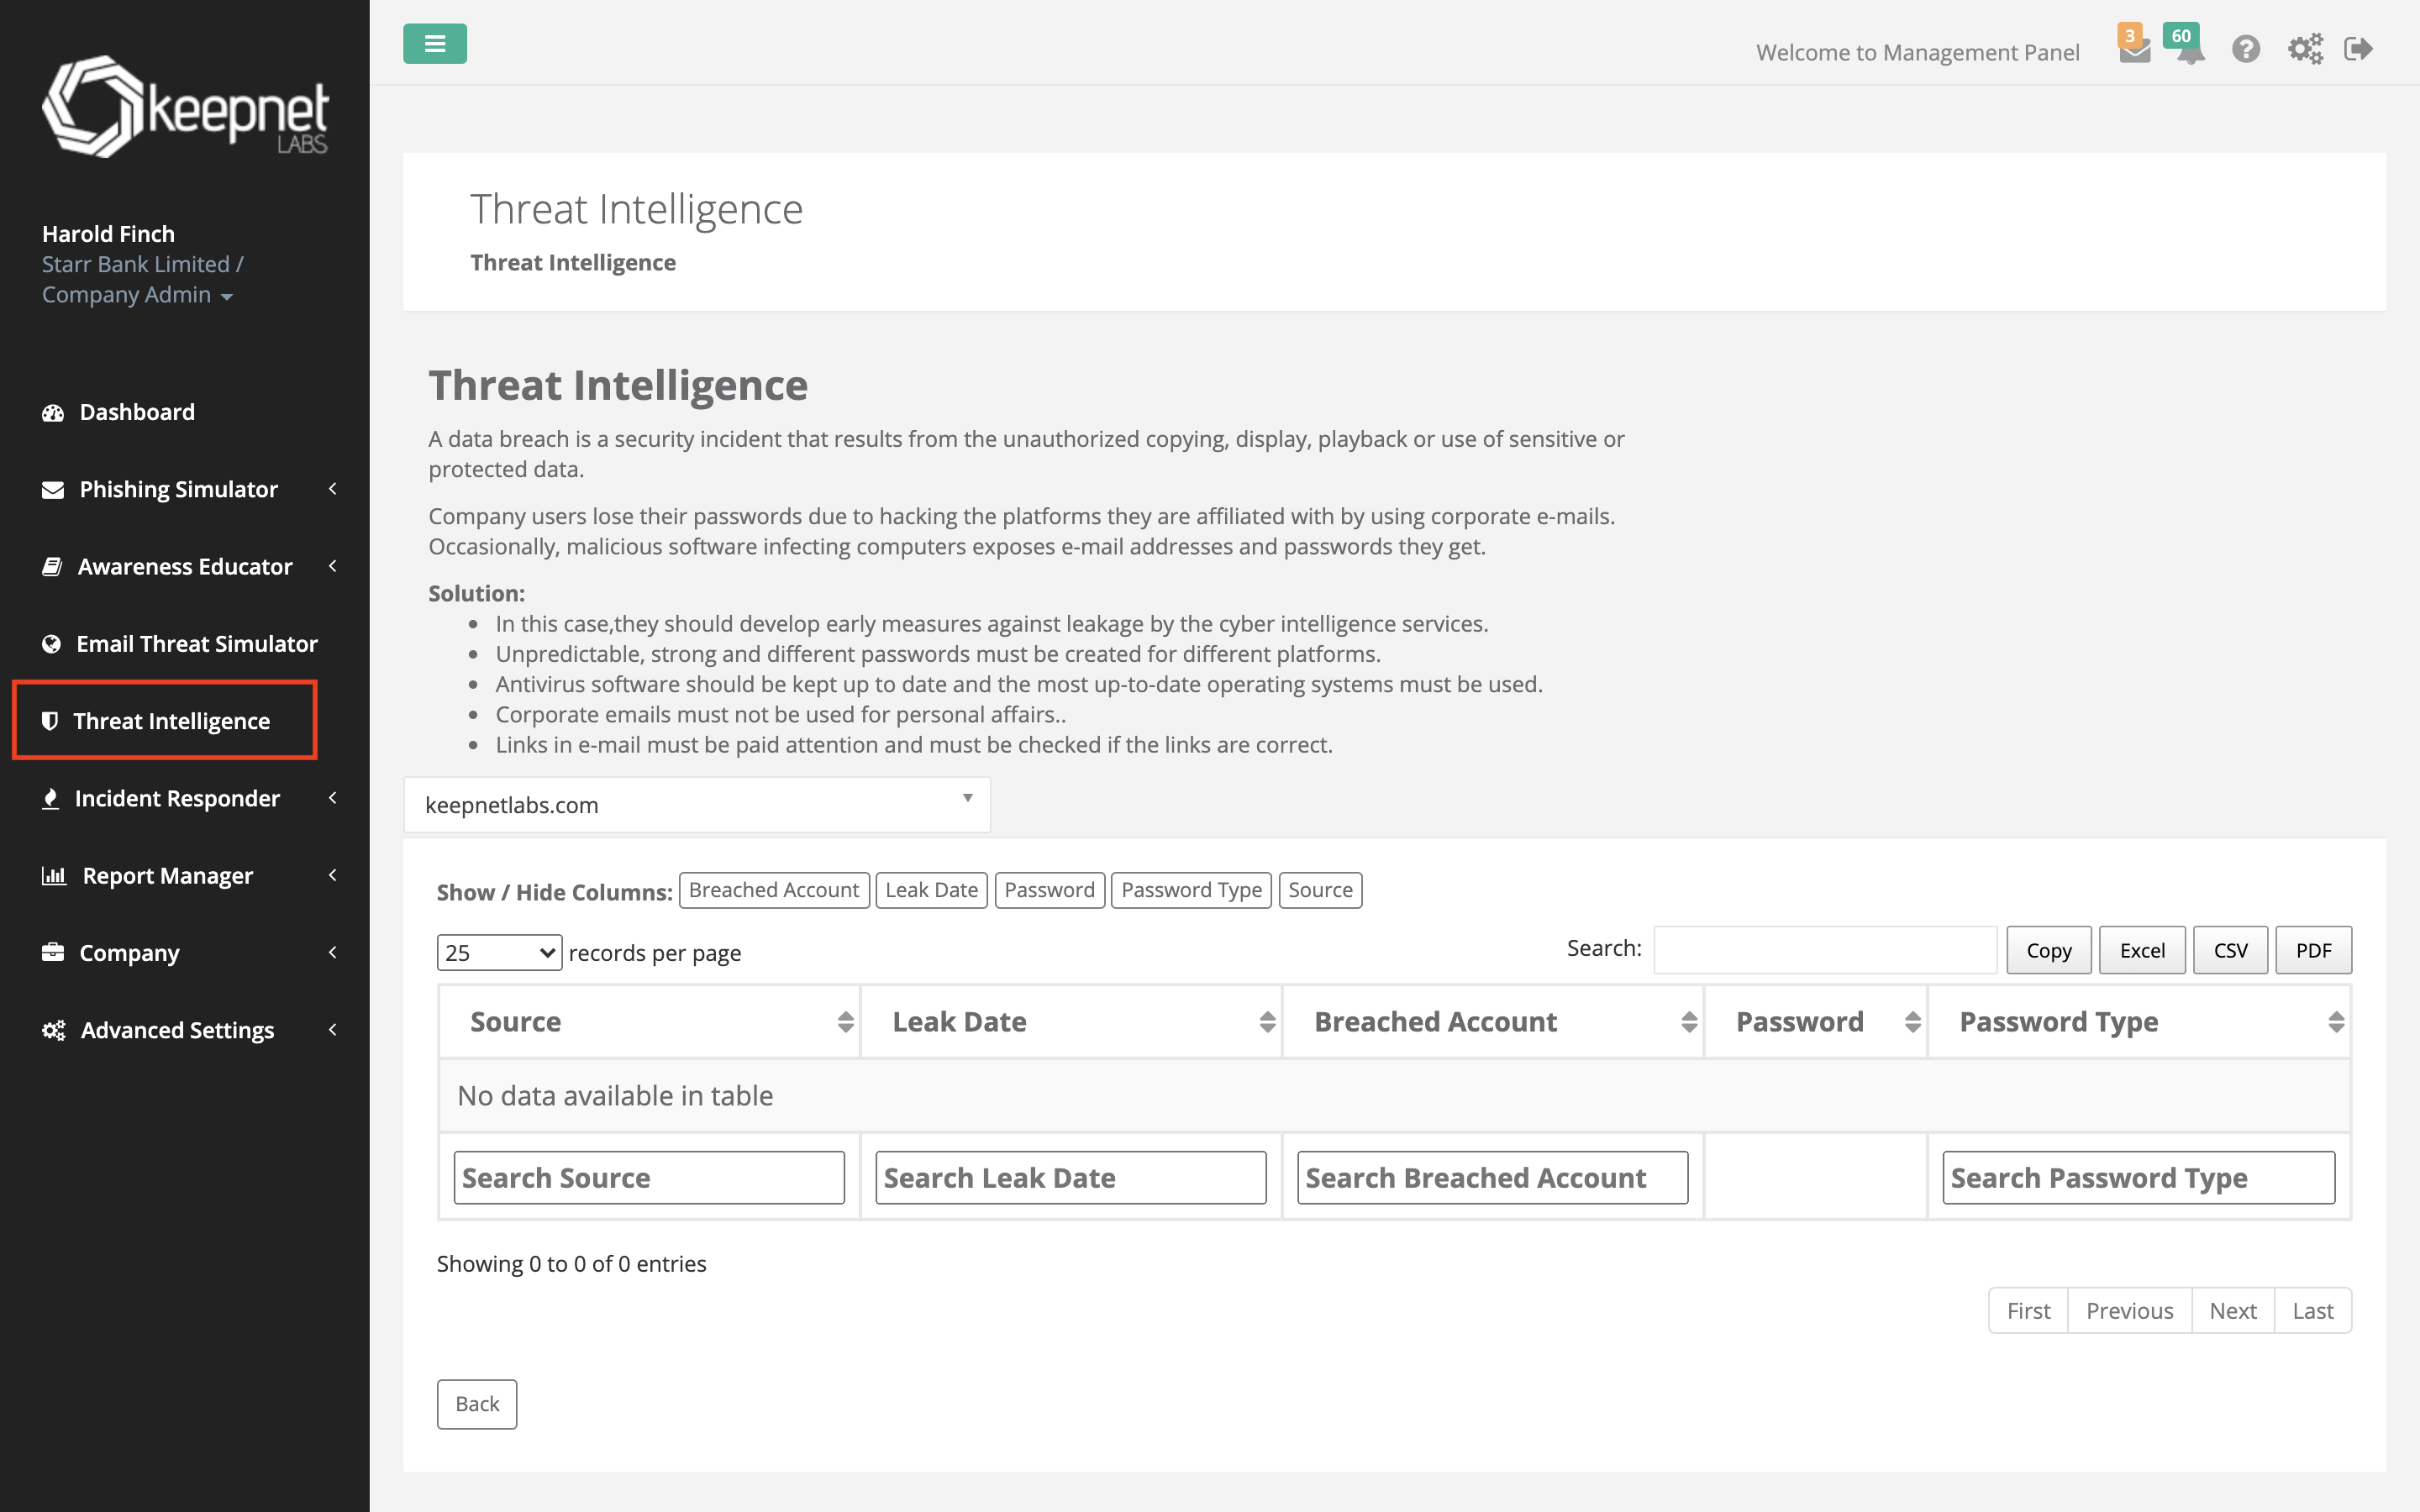 keepnet
LABS
Harold Finch
Starr Bank Limited /
Company Admin
Dashboard
Phishing Simulator
Awareness Educator
Email Threat Simulator
Threat Intelligence
Incident Responder
Report Manager
Company
Advanced Settings
Welcome to Management Panel
3
60
Threat Intelligence
Threat Intelligence
Threat Intelligence
A data breach is a security incident that results from the unauthorized copying, display, playback or use of sensitive or
protected data.
Company users lose their passwords due to hacking the platforms they are affiliated with by using corporate e-mails.
Occasionally, malicious software infecting computers exposes e-mail addresses and passwords they get.
Solution:
In this case,they should develop early measures against leakage by the cyber intelligence services.
Unpredictable, strong and different passwords must be created for different platforms.
Antivirus software should be kept up to date and the most up-to-date operating systems must be used.
Corporate emails must not be used for personal affairs..
Links in e-mail must be paid attention and must be checked if the links are correct.
keepnetlabs.com
Show / Hide Columns: Breached Account Leak Date Password Password Type Source
25 records per page Search: Copy Excel CSV PDF
Source Leak Date Breached Account Password Password Type
No data available in table
Search Source Search Leak Date Search Breached Account Search Password Type
Showing 0 to 0 of 0 entries
First Previous Next Last
Back